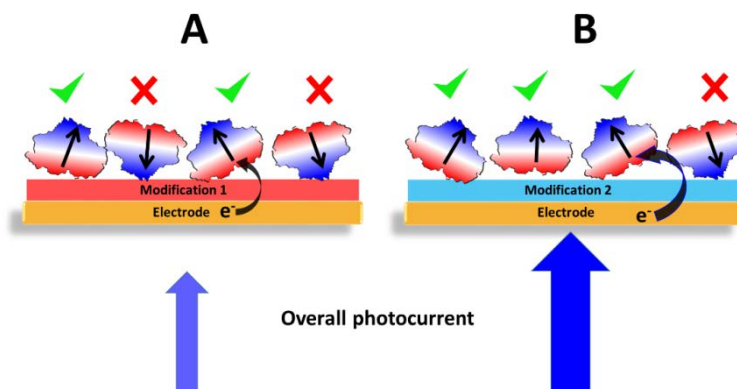 A
B
Modification 1
Modification 2
Electrode
e-
Electrode
e-
Overall photocurrent